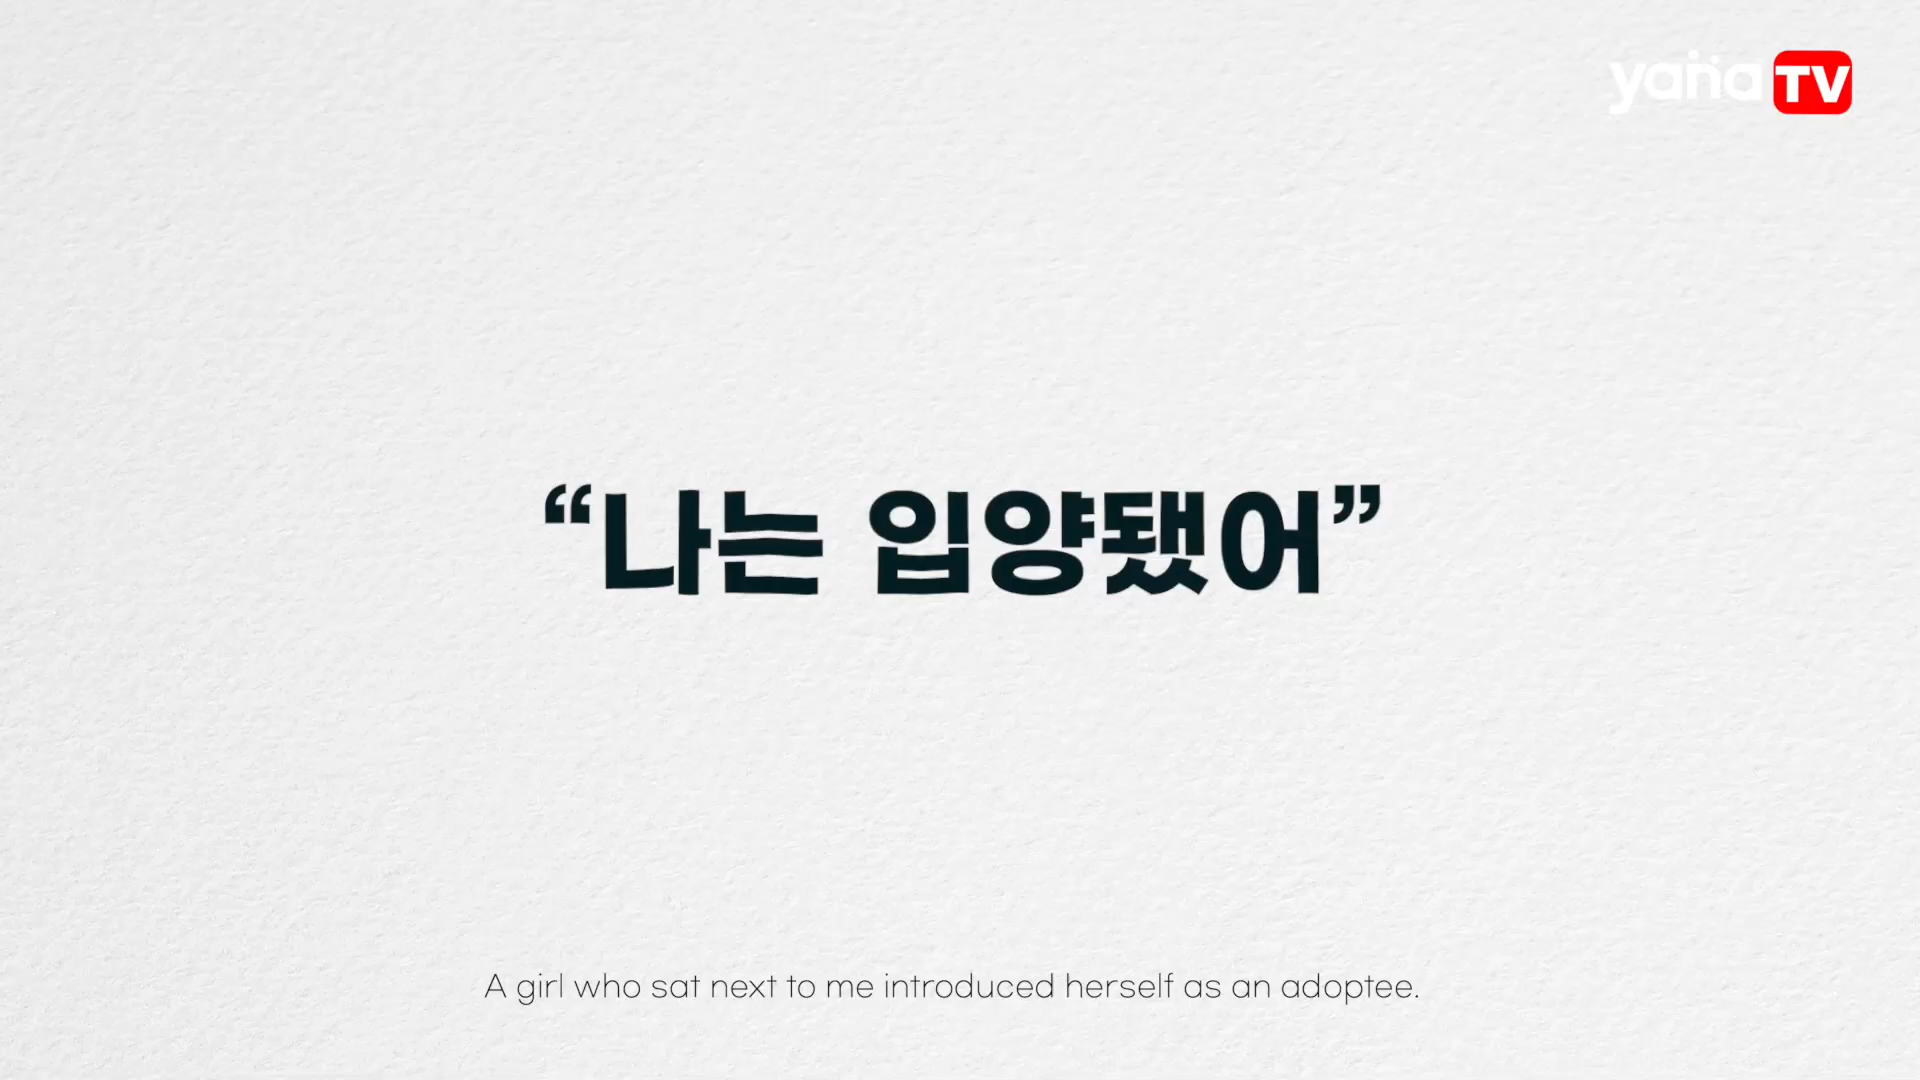 yana TV
“나는 입양됐어”
A girl who sat next to me introduced herself as an adoptee.